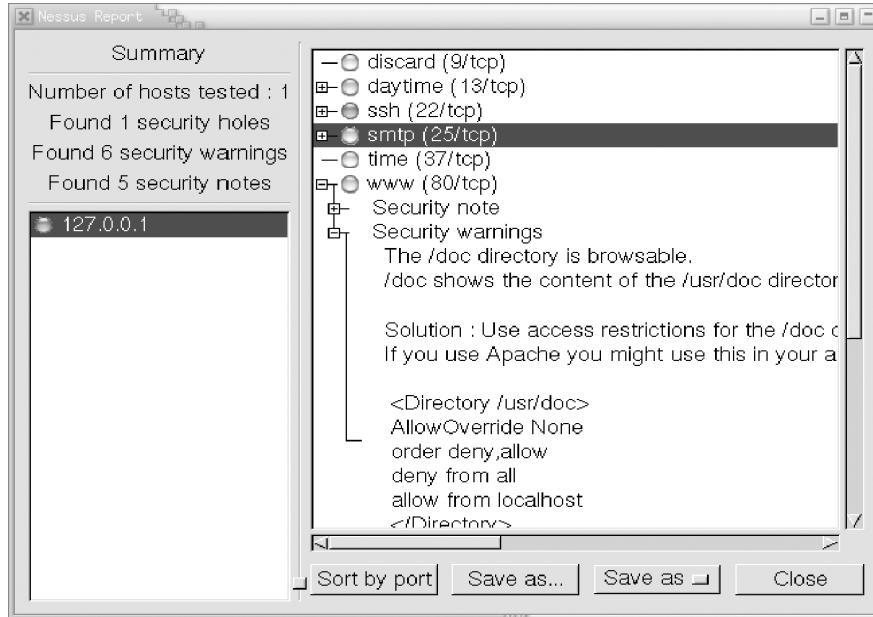 Nessus Report
Summary
Number of hosts tested : 1
Found 1 security holes
Found 6 security warnings
Found 5 security notes
127.0.0.1
discard (9/tcp)
daytime (13/tcp)
ssh (22/tcp)
smtp (25/tcp)
time (37/tcp)
www (80/tcp)
Security note
Security warnings
The /doc directory is browsable.
/doc shows the content of the /usr/doc director
Solution : Use access restrictions for the /doc
If you use Apache you might use this in your a
<Directory /usr/doc>
AllowOverride None
order deny,allow
deny from all
allow from localhost
</Directory>
Sort by port
Save as...
Save as
Close